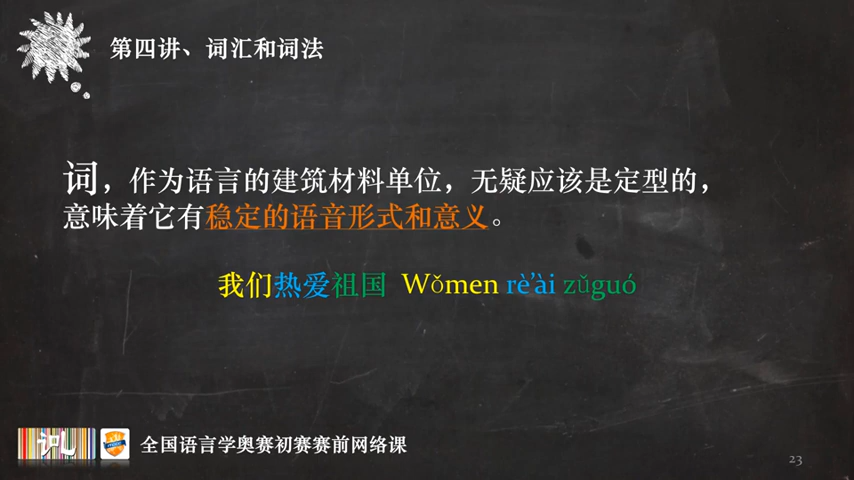 第四讲、词汇和词法
词，作为语言的建筑材料单位，无疑应该是定型的，
意味着它有稳定的语音形式和意义。
我们热爱祖国 Wǒmen rè’ài zǔguó
全国语言学奥赛初赛赛前网络课
23